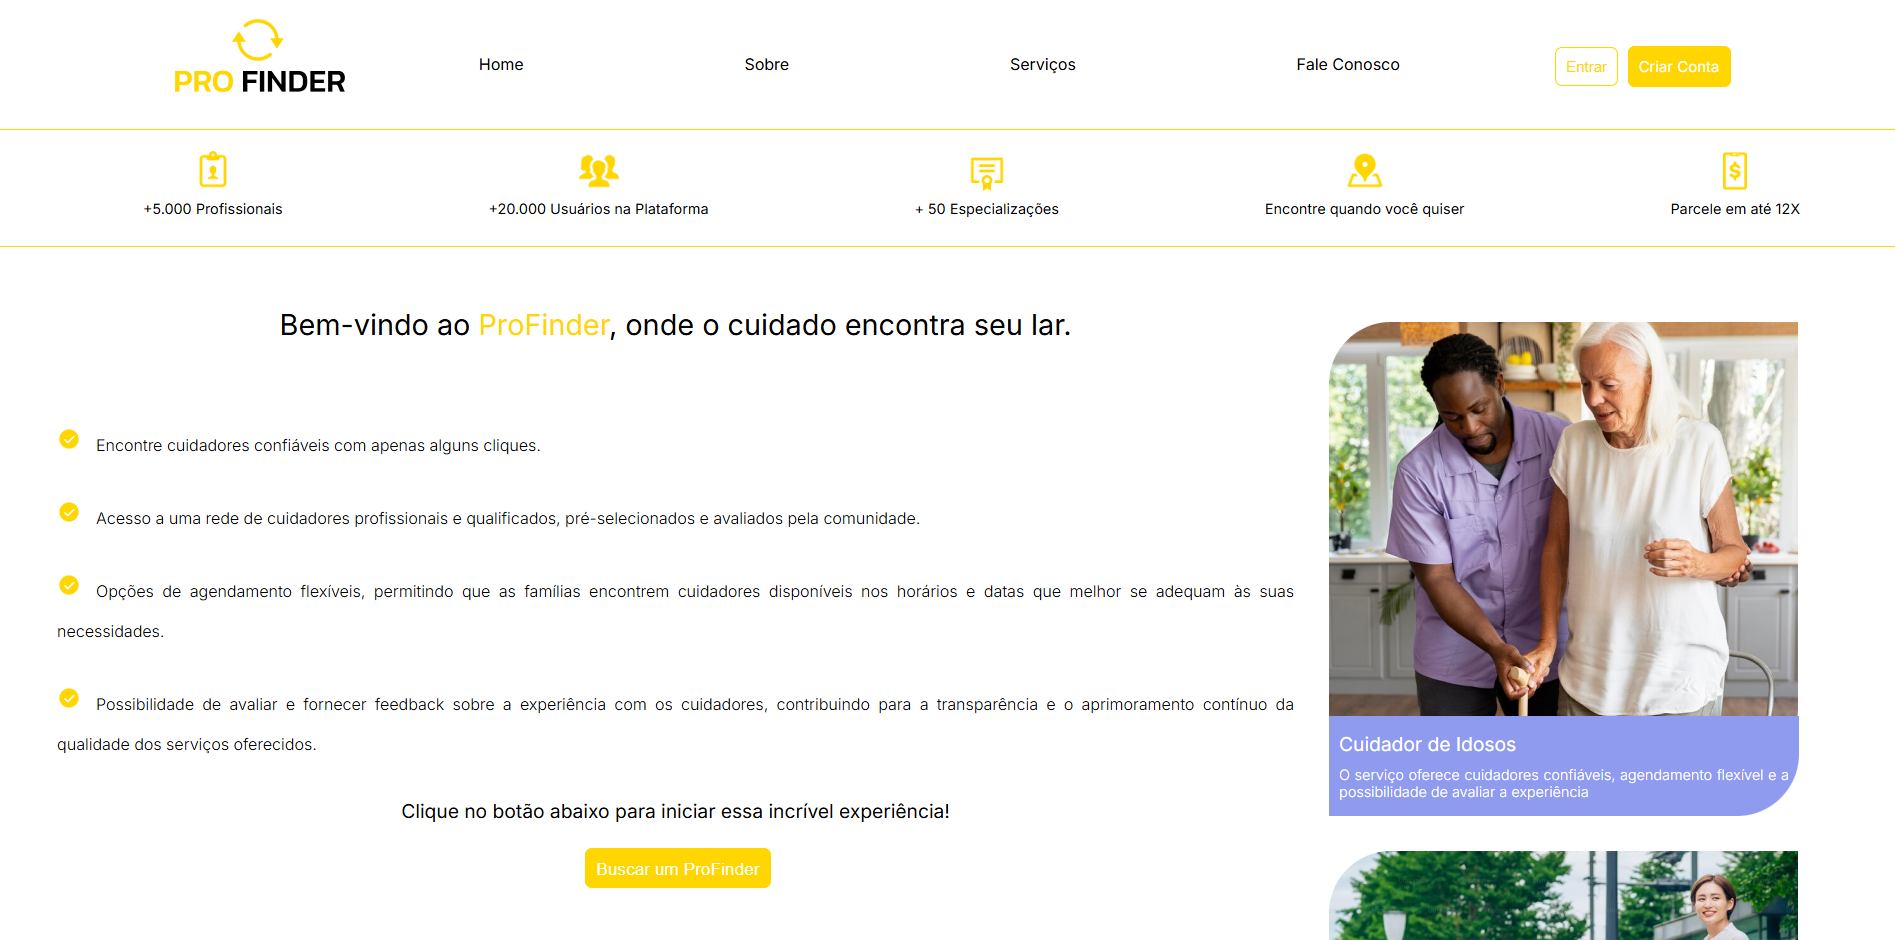 PRO FINDER
Home
Sobre
Serviços
Fale Conosco
Entrar
Criar Conta
+5.000 Profissionais
+20.000 Usuários na Plataforma
+ 50 Especializações
Encontre quando você quiser
Parcele em até 12X
Bem-vindo ao ProFinder, onde o cuidado encontra seu lar.
Encontre cuidadores confiáveis com apenas alguns cliques.
Acesso a uma rede de cuidadores profissionais e qualificados, pré-selecionados e avaliados pela comunidade.
Opções de agendamento flexíveis, permitindo que as famílias encontrem cuidadores disponíveis nos horários e datas que melhor se adequam às suas
necessidades.
Possibilidade de avaliar e fornecer feedback sobre a experiência com os cuidadores, contribuindo para a transparência e o aprimoramento contínuo da
qualidade dos serviços oferecidos.
Clique no botão abaixo para iniciar essa incrível experiência!
Buscar um ProFinder
Cuidador de Idosos
O serviço oferece cuidadores confiáveis, agendamento flexível e a
possibilidade de avaliar a experiência